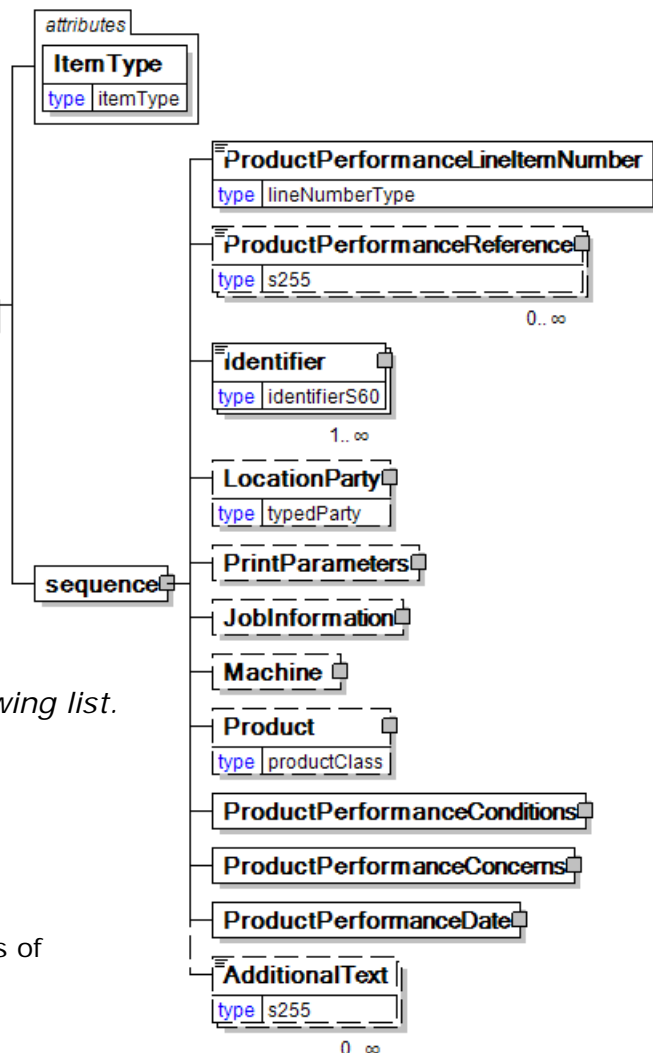 attributes
ItemType
type itemType
ProductPerformanceLineItemNumber
type lineNumberType
ProductPerformanceReference
type s255
0.. ∞
Identifier
type identifierS60
1.. ∞
LocationParty
type typedParty
PrintParameters
sequence
JobInformation
Machine
wing list.
Product
type productClass
ProductPerformanceConditions
ProductPerformanceConcerns
ProductPerformanceDate
s of
AdditionalText
type s255
0.. ∞